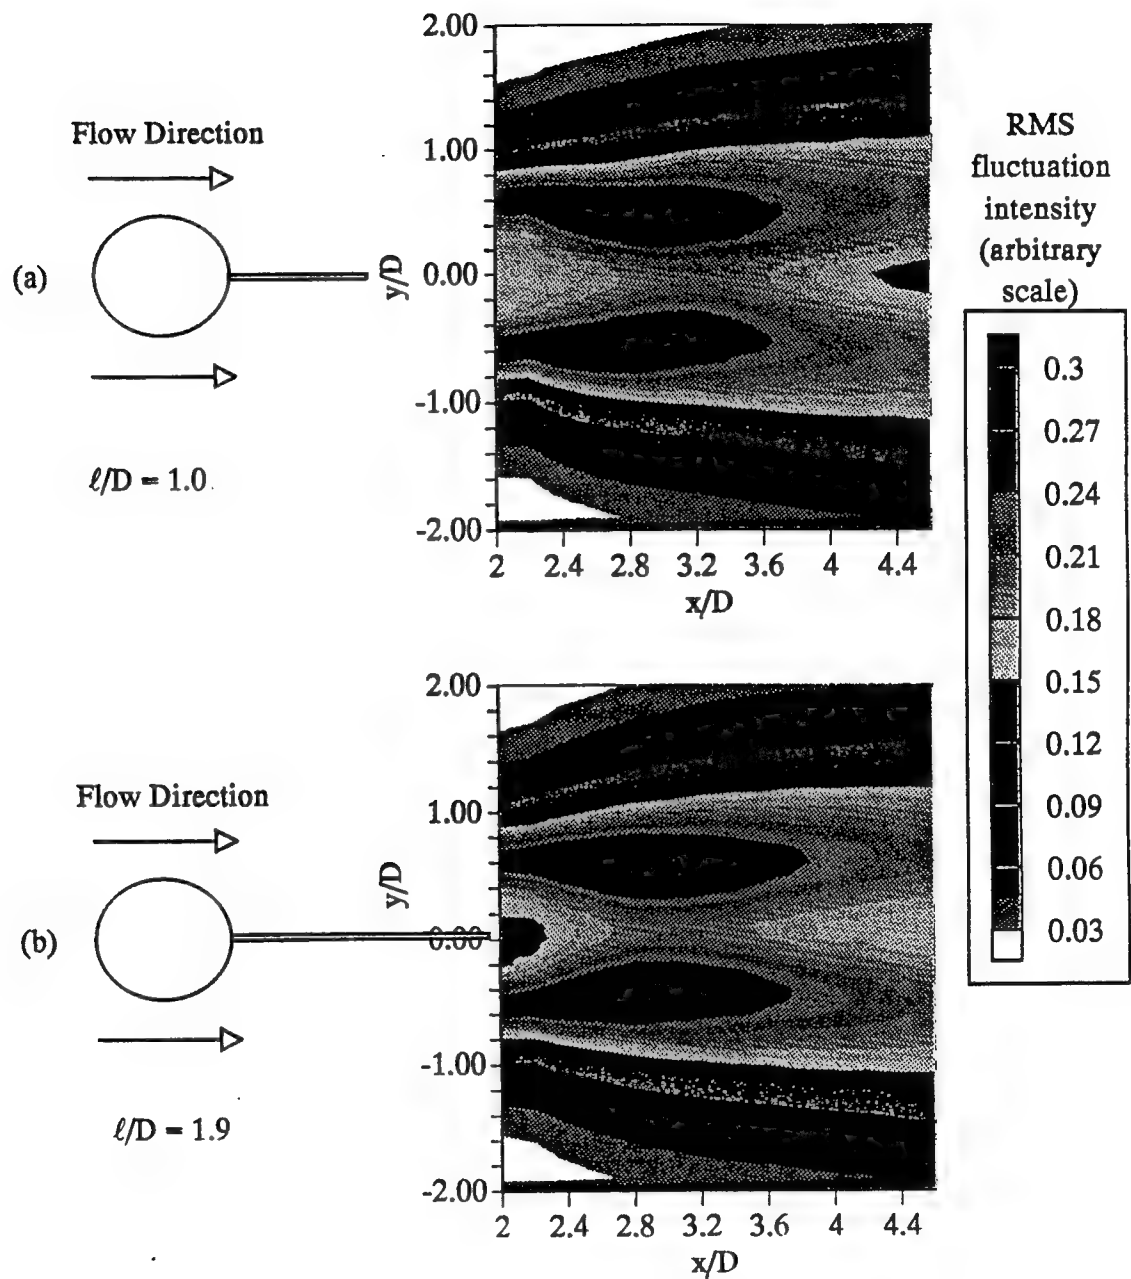 Flow Direction
(a)
ℓ/D = 1.0
y/D
2.00
1.00
0.00
-1.00
-2.00
2 2.4 2.8 3.2 3.6 4 4.4
x/D
RMS
fluctuation
intensity
(arbitrary
scale)
0.3
0.27
0.24
0.21
0.18
0.15
0.12
0.09
0.06
0.03
Flow Direction
(b)
ℓ/D = 1.9
y/D
2.00
1.00
0.00
-1.00
-2.00
2 2.4 2.8 3.2 3.6 4 4.4
x/D